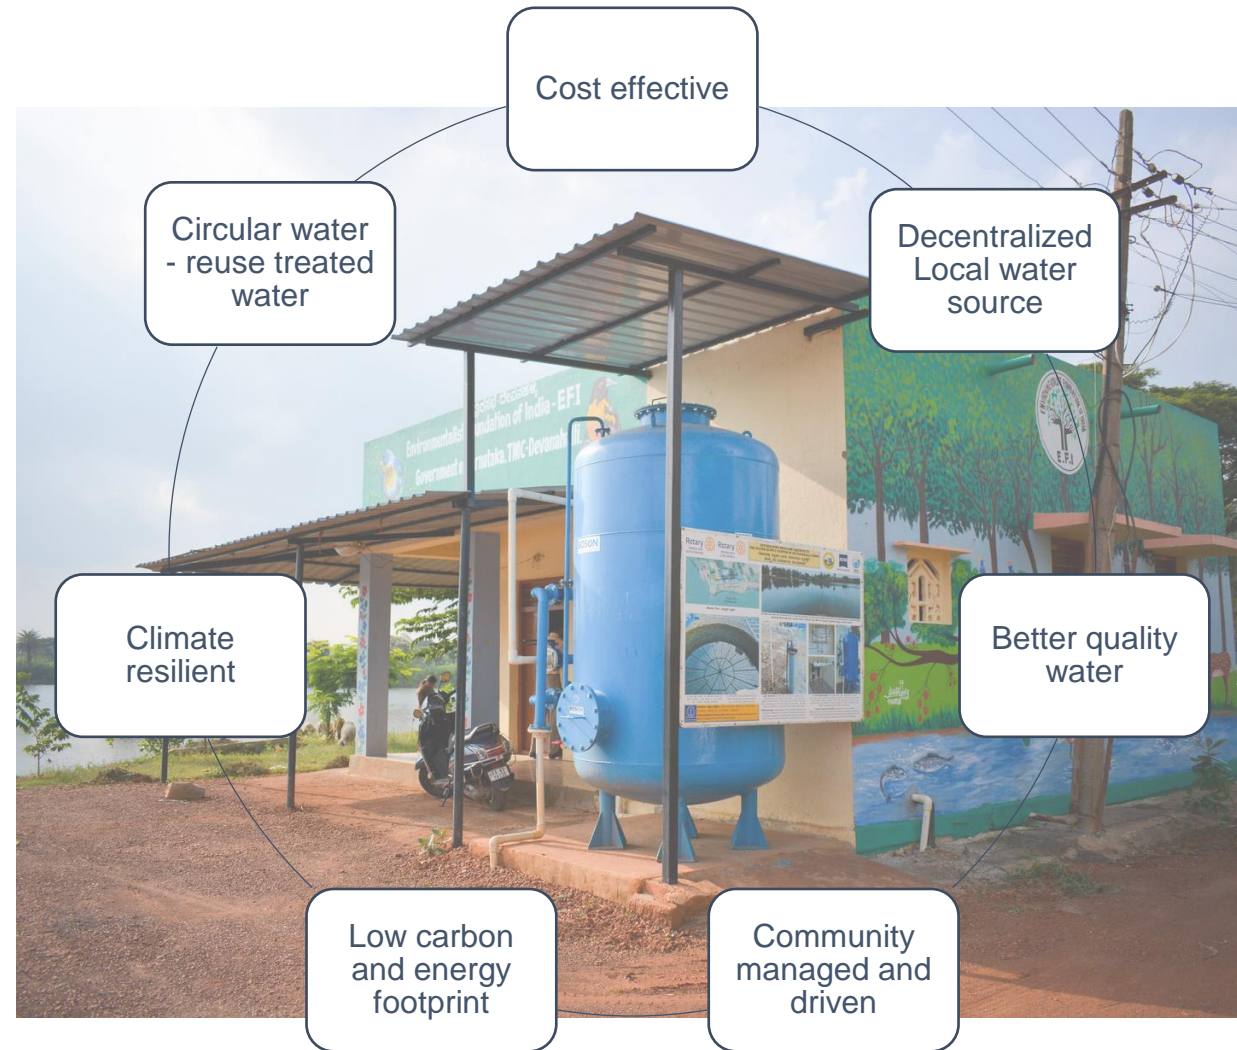 Cost effective
Circular water
- reuse treated
water
Decentralized
Local water
source
Environmentalist Foundation of India - E.F.I
Government of Karnataka. TMC-Devanahalli.
E.F.I
Rotary
Rotary
Climate
resilient
Better quality
water
Low carbon
and energy
footprint
Community
managed and
driven